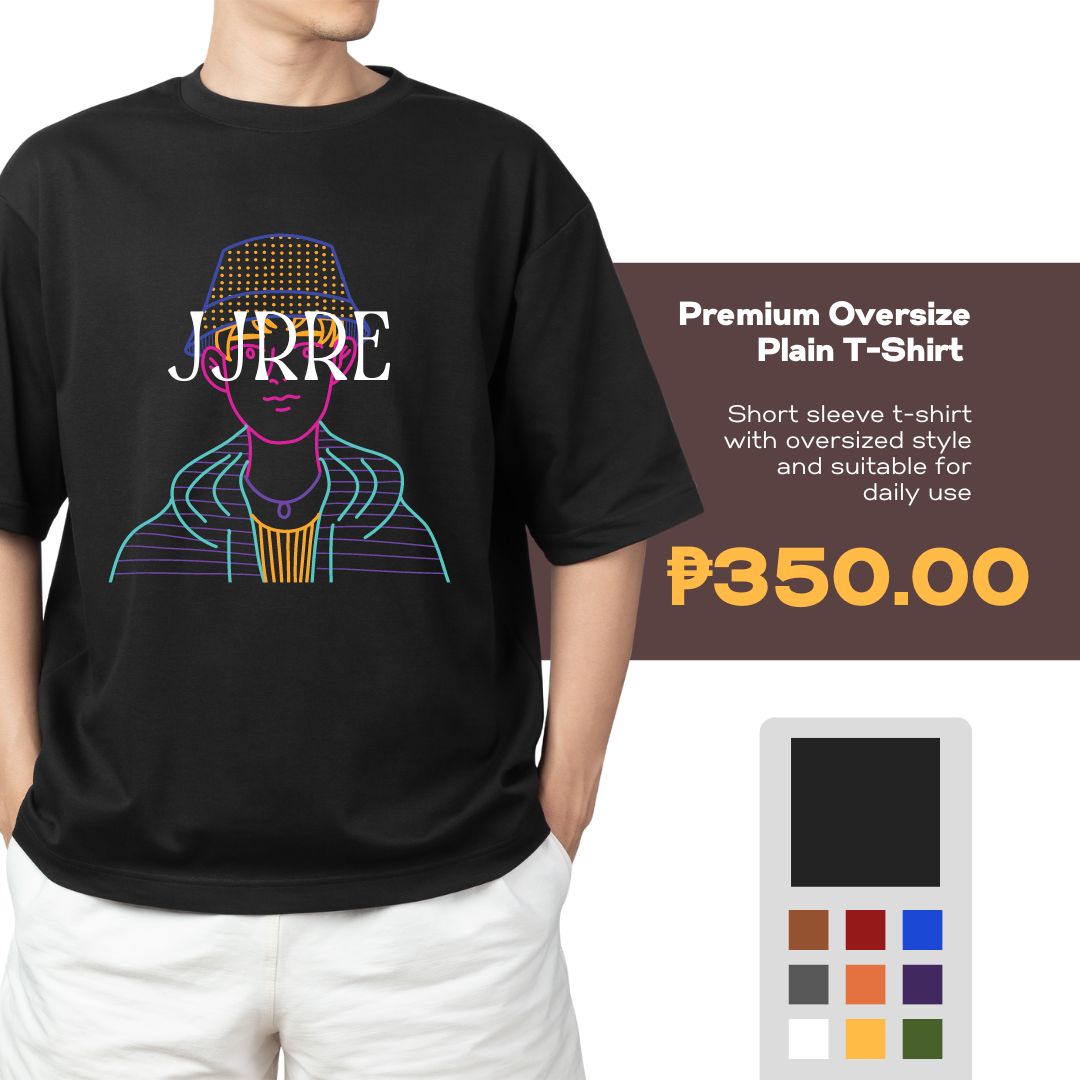 JJRRE
Premium Oversize
Plain T-Shirt
Short sleeve t-shirt
with oversized style
and suitable for
daily use
₱350.00